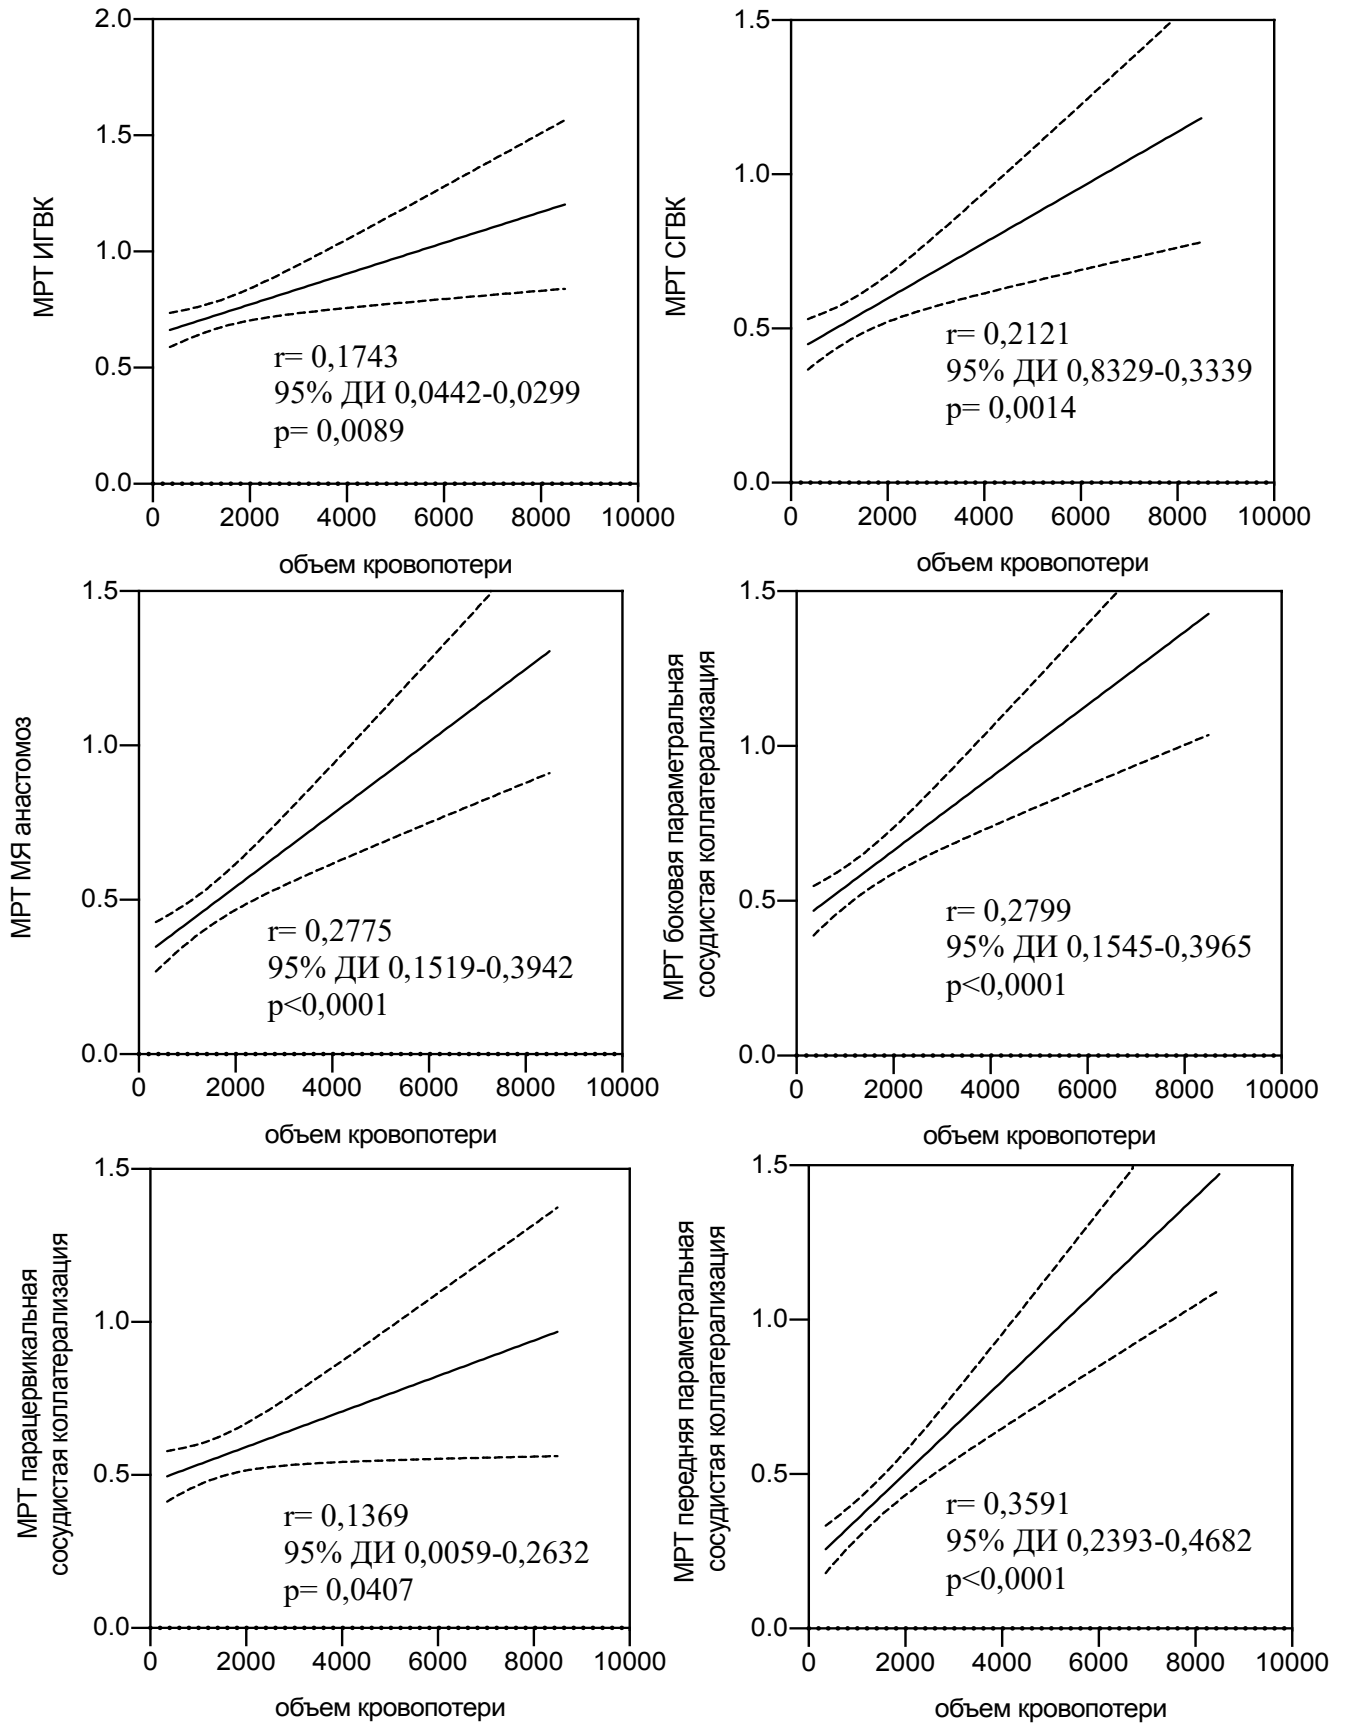 2.0
1.5
1.0
0.5
0.0
МРТ ИГВК
r= 0,1743
95% ДИ 0,0442-0,0299
p= 0,0089
0 2000 4000 6000 8000 10000
объем кровопотери
1.5
1.0
0.5
0.0
МРТ СГВК
r= 0,2121
95% ДИ 0,8329-0,3339
p= 0,0014
0 2000 4000 6000 8000 10000
объем кровопотери
1.5
1.0
0.5
0.0
МРТ МЯ анастомоз
r= 0,2775
95% ДИ 0,1519-0,3942
p<0,0001
0 2000 4000 6000 8000 10000
объем кровопотери
1.5
1.0
0.5
0.0
МРТ боковая параметральная
сосудистая коллатерализация
r= 0,2799
95% ДИ 0,1545-0,3965
p<0,0001
0 2000 4000 6000 8000 10000
объем кровопотери
1.5
1.0
0.5
0.0
МРТ парацервикальная
сосудистая коллатерализация
r= 0,1369
95% ДИ 0,0059-0,2632
p= 0,0407
0 2000 4000 6000 8000 10000
объем кровопотери
1.5
1.0
0.5
0.0
МРТ передняя параметральная
сосудистая коллатерализация
r= 0,3591
95% ДИ 0,2393-0,4682
p<0,0001
0 2000 4000 6000 8000 10000
объем кровопотери